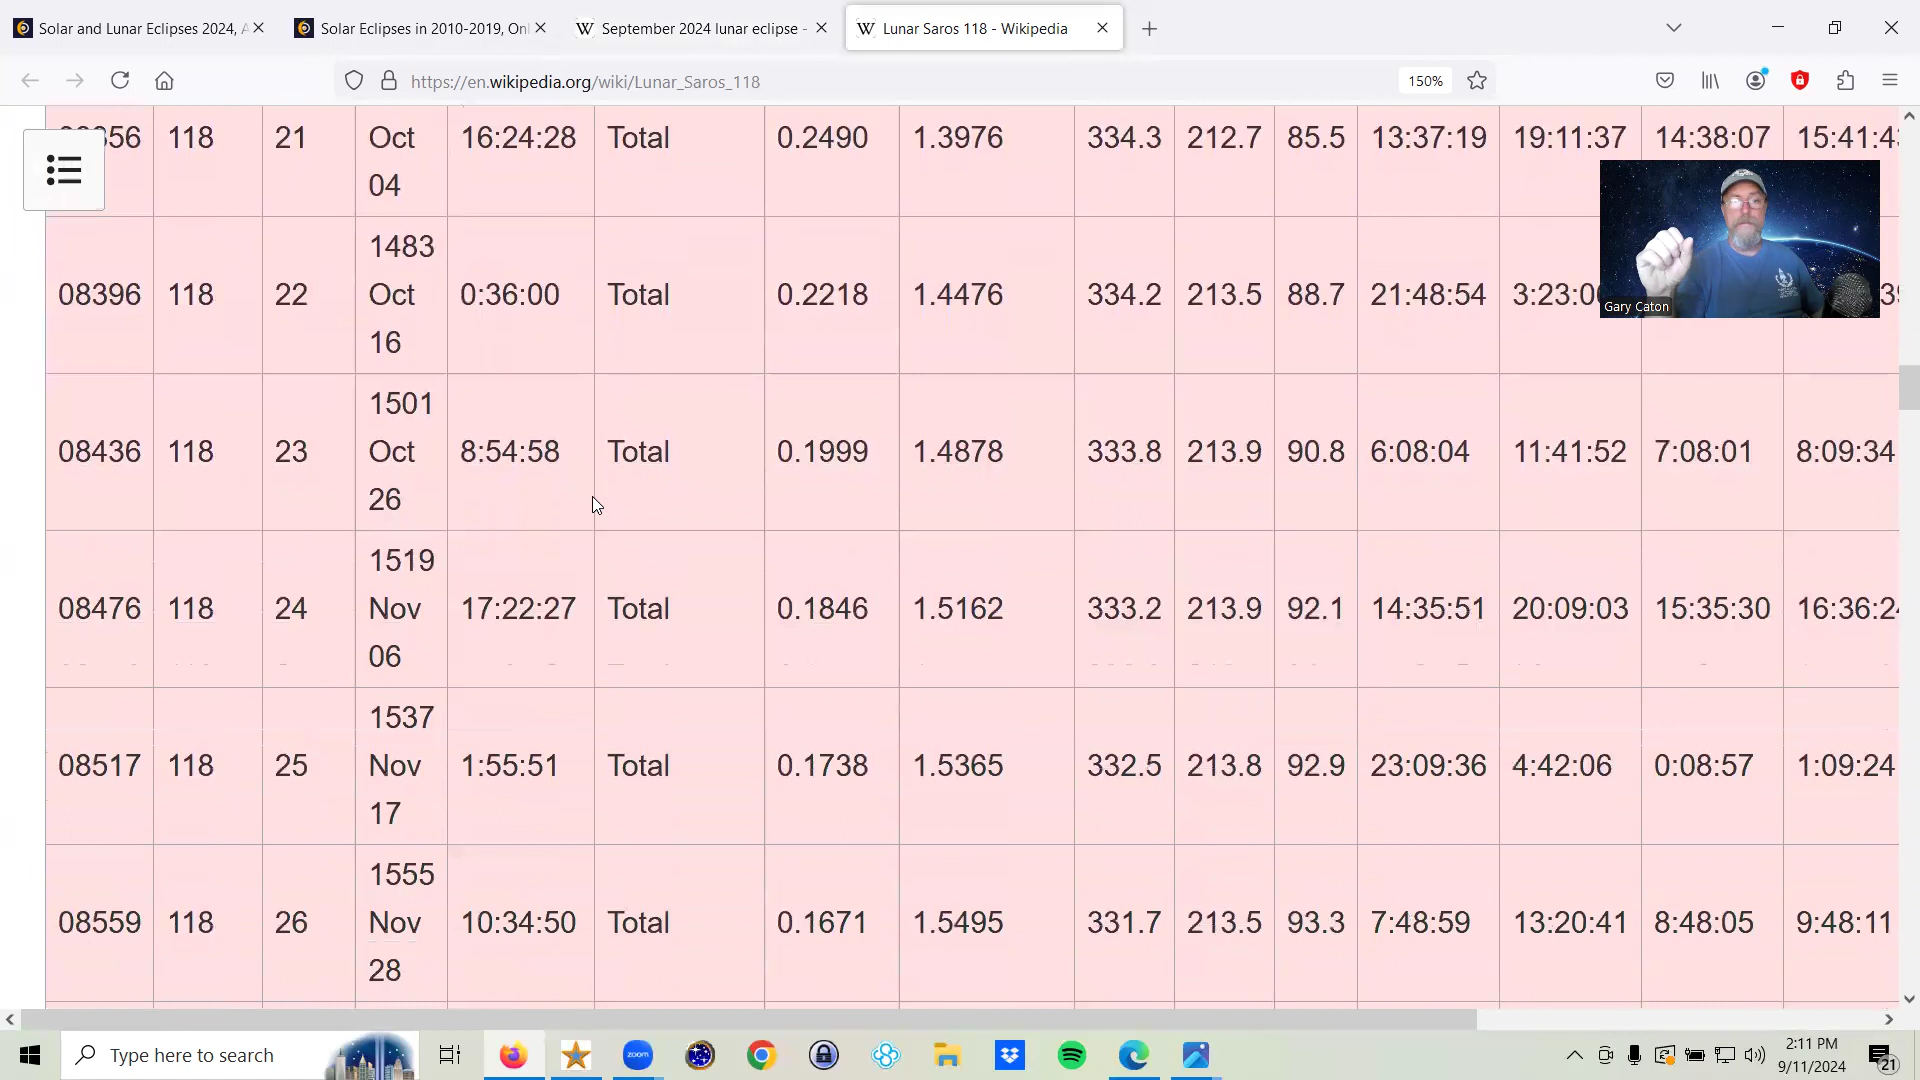 Solar and Lunar Eclipses 2024, A
Solar Eclipses in 2010-2019, Onl
September 2024 lunar eclipse -
Lunar Saros 118 - Wikipedia
https://en.wikipedia.org/wiki/Lunar_Saros_118
150%
118 21 Oct 04 16:24:28 Total 0.2490 1.3976 334.3 212.7 85.5 13:37:19 19:11:37 14:38:07
08396 118 22 1483 Oct 16 0:36:00 Total 0.2218 1.4476 334.2 213.5 88.7 21:48:54
08436 118 23 1501 Oct 26 8:54:58 Total 0.1999 1.4878 333.8 213.9 90.8 6:08:04 11:41:52 7:08:01 8:09:34
08476 118 24 1519 Nov 06 17:22:27 Total 0.1846 1.5162 333.2 213.9 92.1 14:35:51 20:09:03 15:35:30
08517 118 25 1537 Nov 17 1:55:51 Total 0.1738 1.5365 332.5 213.8 92.9 23:09:36 4:42:06 0:08:57 1:09:24
08559 118 26 1555 Nov 28 10:34:50 Total 0.1671 1.5495 331.7 213.5 93.3 7:48:59 13:20:41 8:48:05 9:48:11
Gary Caton
Type here to search
zoom
2:11 PM
9/11/2024
21